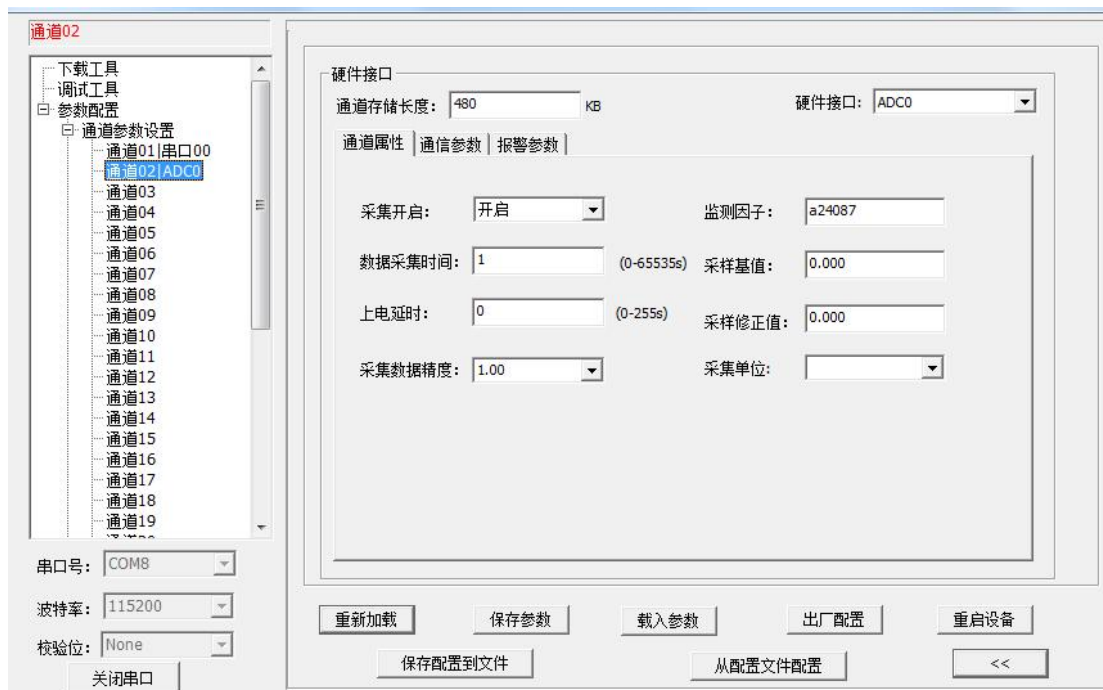 通道02
下载工具
调试工具
参数配置
通道参数设置
通道01|串口00
通道02|ADC0
通道03
通道04
通道05
通道06
通道07
通道08
通道09
通道10
通道11
通道12
通道13
通道14
通道15
通道16
通道17
通道18
通道19
串口号： COM8
波特率： 115200
校验位： None
关闭串口
硬件接口
通道存储长度： 480 KB 硬件接口： ADC0
通道属性 通信参数 报警参数
采集开启： 开启 监测因子： a24087
数据采集时间： 1 (0-65535s) 采样基值： 0.000
上电延时： 0 (0-255s) 采样修正值： 0.000
采集数据精度： 1.00 采集单位:
重新加载 保存参数 载入参数 出厂配置 重启设备
保存配置到文件 从配置文件配置 <<